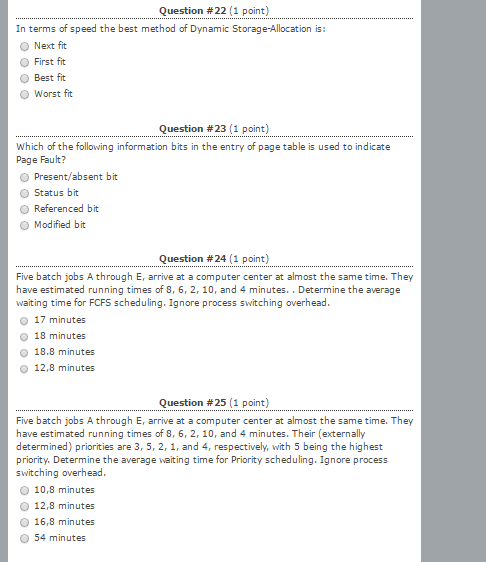 Question #22 (1 point)
In terms of speed the best method of Dynamic Storage-Allocation is:
Next fit
First fit
Best fit
Worst fit
Question #23 (1 point)
Which of the following information bits in the entry of page table is used to indicate
Page Fault?
Present/absent bit
Status bit
Referenced bit
Modified bit
Question #24 (1 point)
Five batch jobs A through E, arrive at a computer center at almost the same time. They
have estimated running times of 8, 6, 2, 10, and 4 minutes. . Determine the average
waiting time for FCFS scheduling. Ignore process switching overhead.
17 minutes
18 minutes
18.8 minutes
12,8 minutes
Question #25 (1 point)
Five batch jobs A through E, arrive at a computer center at almost the same time. They
have estimated running times of 8, 6, 2, 10, and 4 minutes. Their (externally
determined) priorities are 3, 5, 2, 1, and 4, respectively, with 5 being the highest
priority. Determine the average waiting time for Priority scheduling. Ignore process
switching overhead.
10,8 minutes
12,8 minutes
16,8 minutes
54 minutes